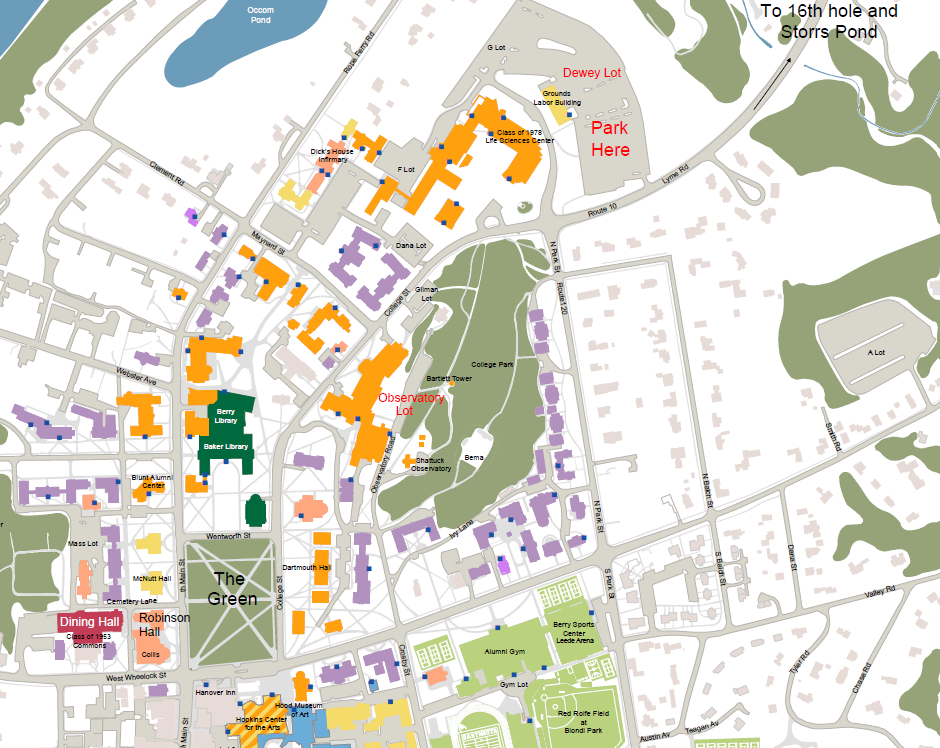 To 16th hole and
Storrs Pond
Occom
Pond
Rope Ferry Rd
G Lot
Dewey Lot
Grounds
Labor Building
Park
Here
Class of 1978
Life Sciences Center
Dick's House
Infirmary
F Lot
Clement Rd
Lyme Rd
Route 10
Maynard St
Dana Lot
N Park St
College St
Gilman
Lot
Route120
A Lot
College Park
Webster Ave
Bartlett Tower
Observatory
Lot
Berry
Library
Baker Library
Smith Rd
Observatory Road
Shattuck
Observatory
Bema
Blunt Alumni
Center
N Balch St
Ivy Lane
N Park St
Wentworth St
Mass Lot
Dartmouth Hall
S Balch St
Dana St
th Main St
The
Green
College St
McNutt Hall
S Park St
Valley Rd
Cemetery Lane
Dining Hall
Robinson
Hall
Class of 1953
Commons
Collis
Berry Sports
Center
Leede Arena
Alumni Gym
Crosby St
Tyler Rd
Chase Rd
West Wheelock St
Hanover Inn
Gym Lot
Hood Museum
of Art
Hopkins Center
for the Arts
Red Rolfe Field
at
Biondi Park
Main St
Teagan Av
Austin Av
DARTMOUTH